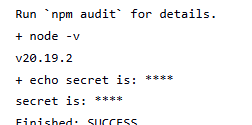 Run `npm audit` for details.
+ node -v
v20.19.2
+ echo secret is: ****
secret is: ****
Finished: SUCCESS